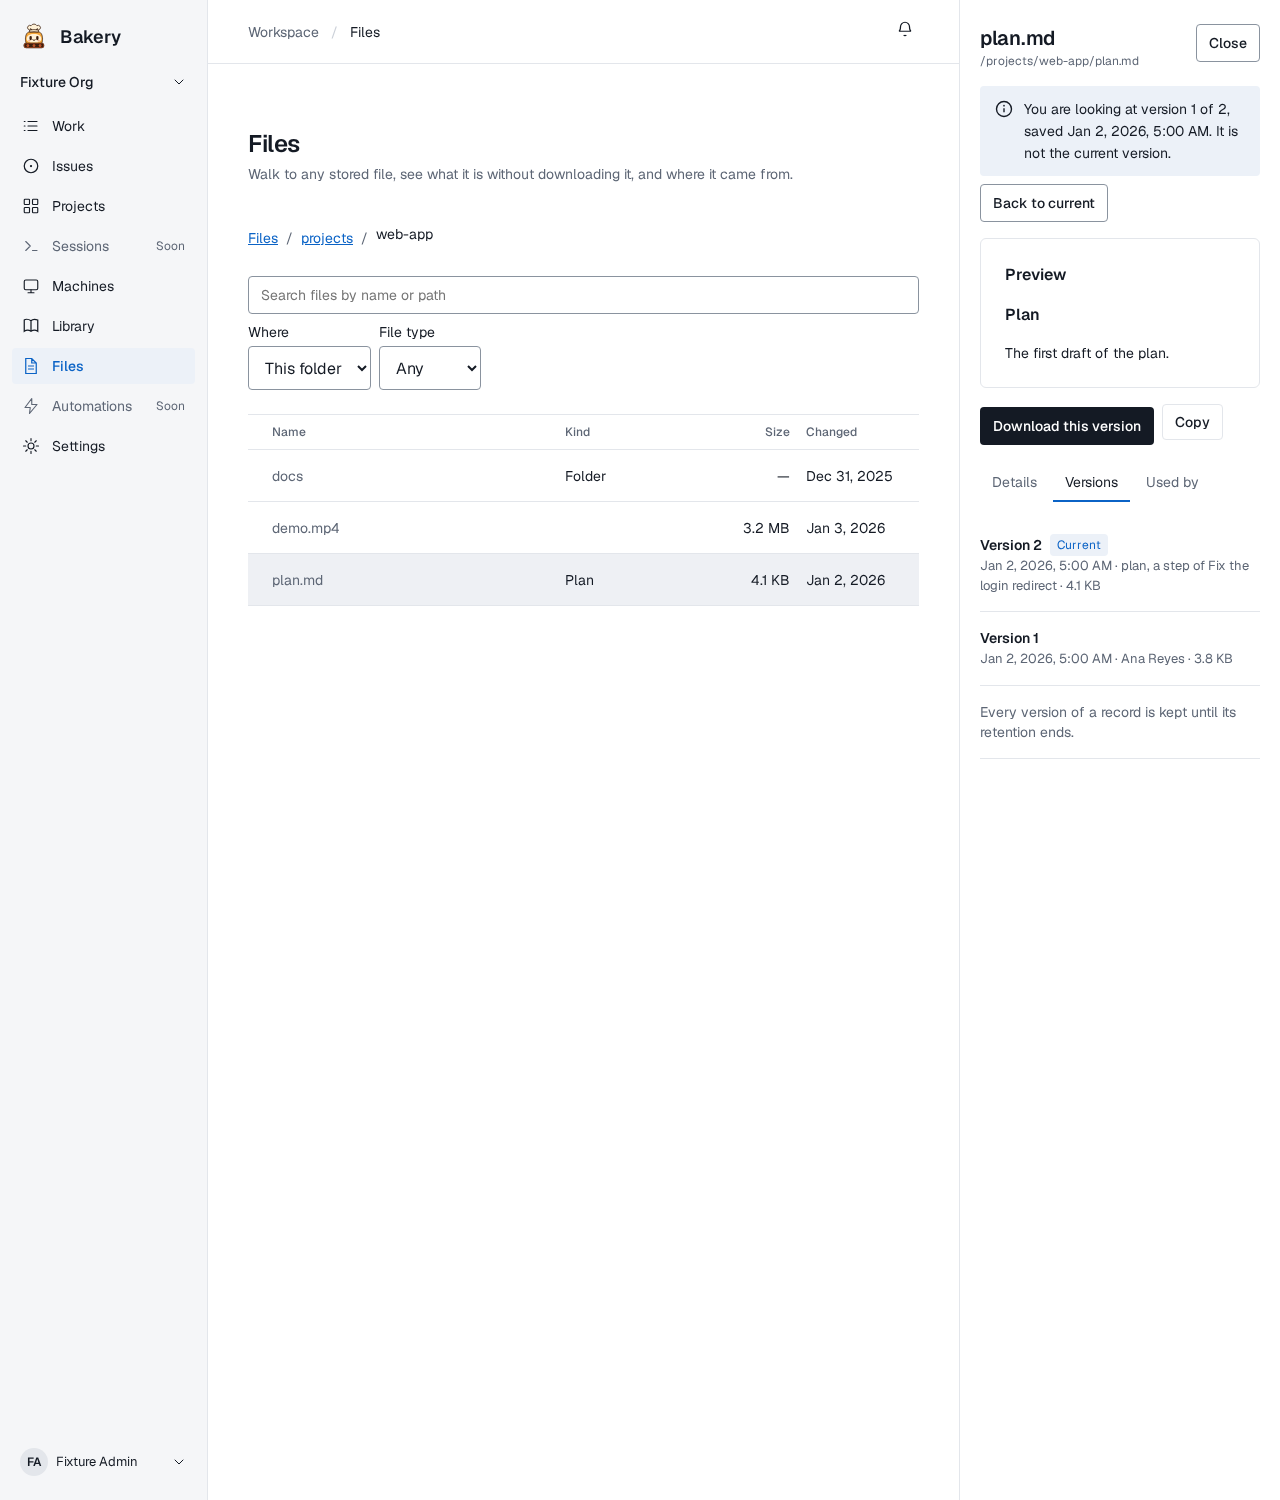 Bakery
Fixture Org
Work
Issues
Projects
Sessions Soon
Machines
Library
Files
Automations Soon
Settings
FA Fixture Admin
Workspace / Files
Files
Walk to any stored file, see what it is without downloading it, and where it came from.
Files / projects / web-app
Search files by name or path
Where File type
This folder Any
Name Kind Size Changed
docs Folder — Dec 31, 2025
demo.mp4 3.2 MB Jan 3, 2026
plan.md Plan 4.1 KB Jan 2, 2026
plan.md
/projects/web-app/plan.md
Close
You are looking at version 1 of 2,
saved Jan 2, 2026, 5:00 AM. It is
not the current version.
Back to current
Preview
Plan
The first draft of the plan.
Download this version Copy
Details Versions Used by
Version 2 Current
Jan 2, 2026, 5:00 AM · plan, a step of Fix the
login redirect · 4.1 KB
Version 1
Jan 2, 2026, 5:00 AM · Ana Reyes · 3.8 KB
Every version of a record is kept until its
retention ends.